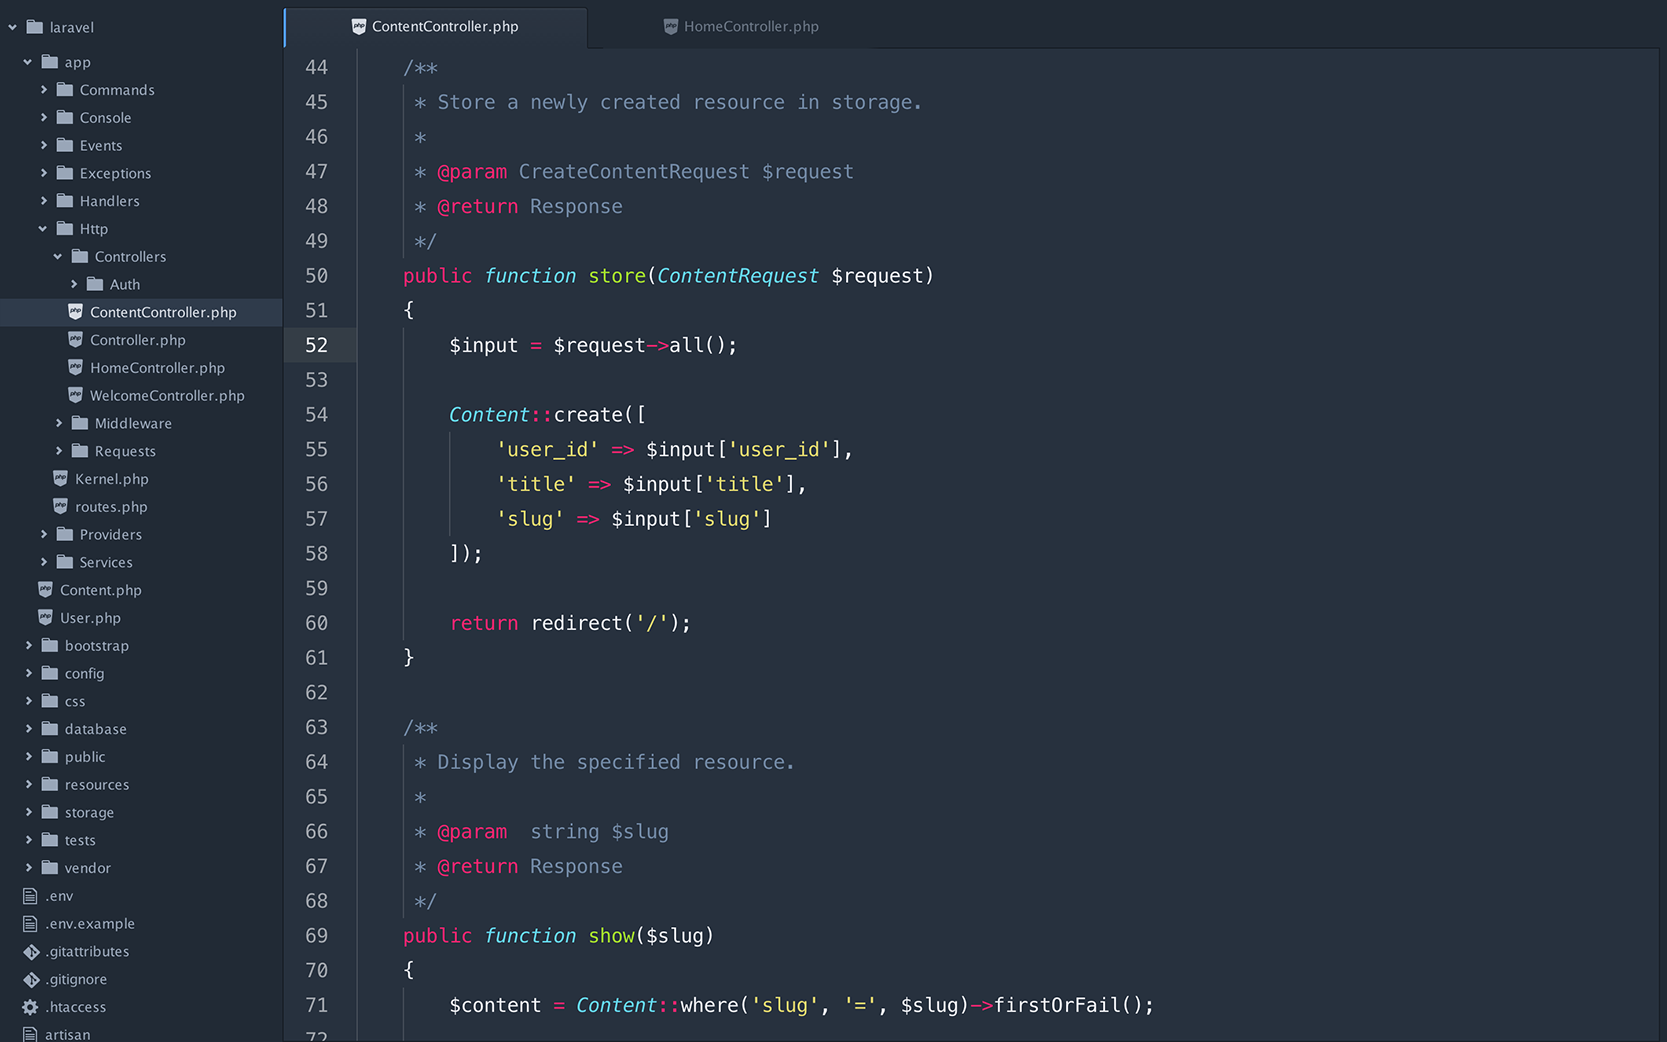 laravel
app
Commands
Console
Events
Exceptions
Handlers
Http
Controllers
Auth
ContentController.php
Controller.php
HomeController.php
WelcomeController.php
Middleware
Requests
Kernel.php
routes.php
Providers
Services
Content.php
User.php
bootstrap
config
css
database
public
resources
storage
tests
vendor
.env
.env.example
.gitattributes
.gitignore
.htaccess
artisan
ContentController.php
HomeController.php
44 /**
45 * Store a newly created resource in storage.
46 *
47 * @param CreateContentRequest $request
48 * @return Response
49 */
50 public function store(ContentRequest $request)
51 {
52 $input = $request->all();
53
54 Content::create([
55 'user_id' => $input['user_id'],
56 'title' => $input['title'],
57 'slug' => $input['slug']
58 ]);
59
60 return redirect('/');
61 }
62
63 /**
64 * Display the specified resource.
65 *
66 * @param  string $slug
67 * @return Response
68 */
69 public function show($slug)
70 {
71 $content = Content::where('slug', '=', $slug)->firstOrFail();
72